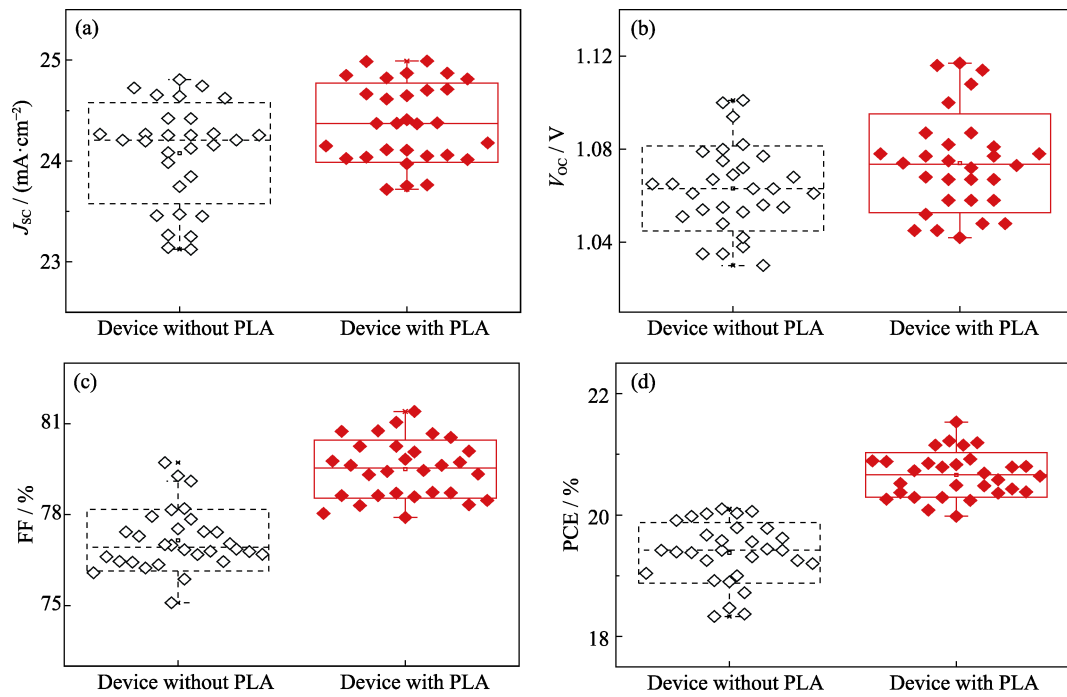 (a)
25
24
23
J_SC / (mA·cm⁻²)
Device without PLA Device with PLA
(b)
1.12
1.08
1.04
V_OC / V
Device without PLA Device with PLA
(c)
81
78
75
FF / %
Device without PLA Device with PLA
(d)
22
20
18
PCE / %
Device without PLA Device with PLA